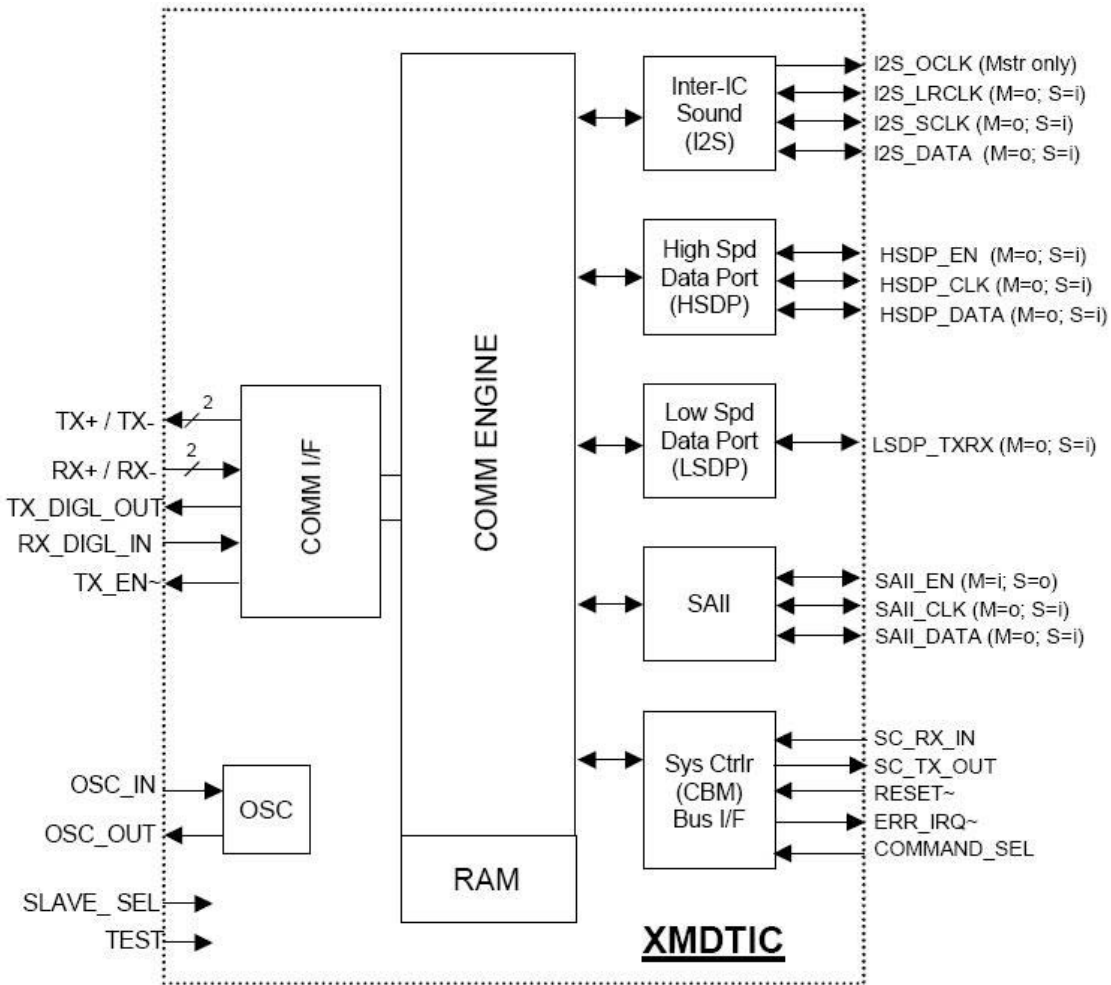 TX+ / TX-
2
RX+ / RX-
2
TX_DIGL_OUT
RX_DIGL_IN
TX_EN~
OSC_IN
OSC_OUT
SLAVE_ SEL
TEST
COMM I/F
OSC
COMM ENGINE
RAM
Inter-IC
Sound
(I2S)
High Spd
Data Port
(HSDP)
Low Spd
Data Port
(LSDP)
SAII
Sys Ctrlr
(CBM)
Bus I/F
I2S_OCLK (Mstr only)
I2S_LRCLK (M=o; S=i)
I2S_SCLK (M=o; S=i)
I2S_DATA (M=o; S=i)
HSDP_EN (M=o; S=i)
HSDP_CLK (M=o; S=i)
HSDP_DATA (M=o; S=i)
LSDP_TXRX (M=o; S=i)
SAII_EN (M=i; S=o)
SAII_CLK (M=o; S=i)
SAII_DATA (M=o; S=i)
SC_RX_IN
SC_TX_OUT
RESET~
ERR_IRQ~
COMMAND_SEL
XMDTIC